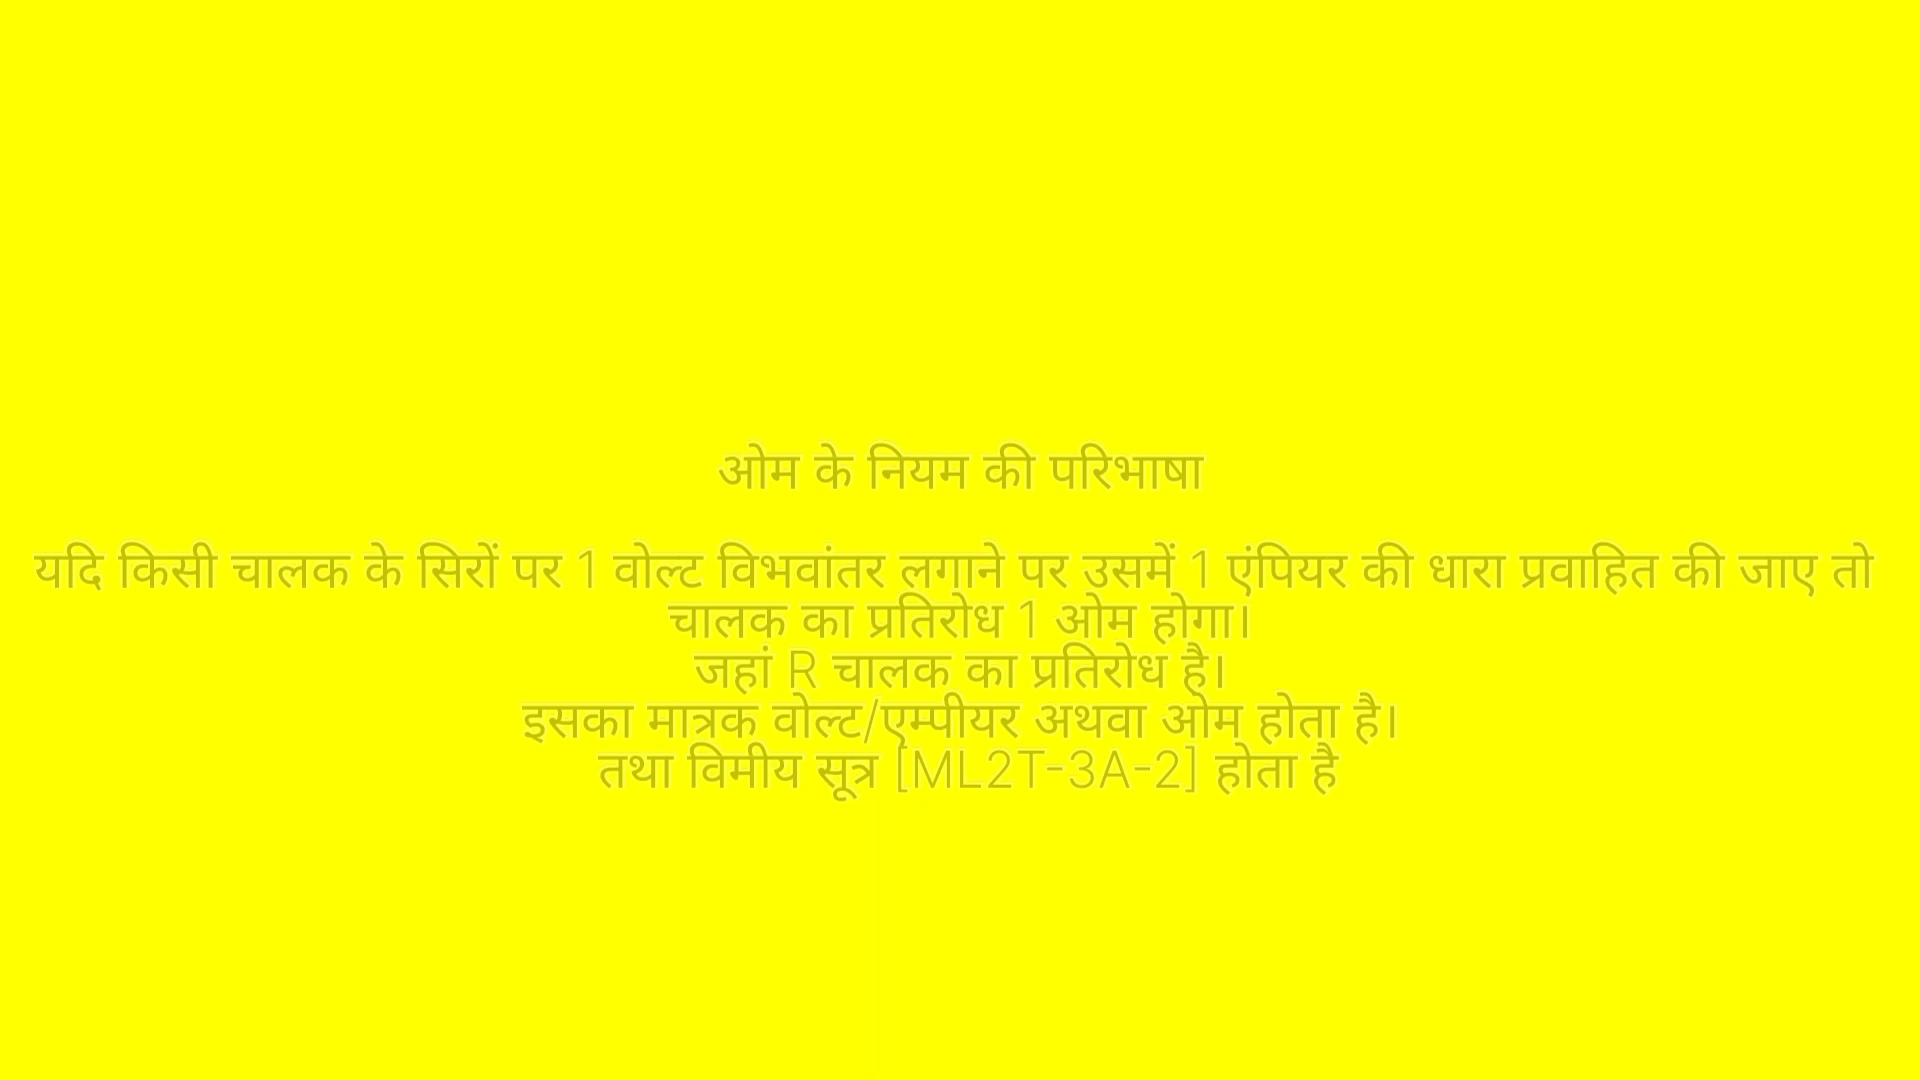 ओम के नियम की परिभाषा
यदि किसी चालक के सिरों पर 1 वोल्ट विभवांतर लगाने पर उसमें 1 एंपियर की धारा प्रवाहित की जाए तो
चालक का प्रतिरोध 1 ओम होगा।
जहां R चालक का प्रतिरोध है।
इसका मात्रक वोल्ट/एम्पीयर अथवा ओम होता है।
तथा विमीय सूत्र [ML2T-3A-2] होता है